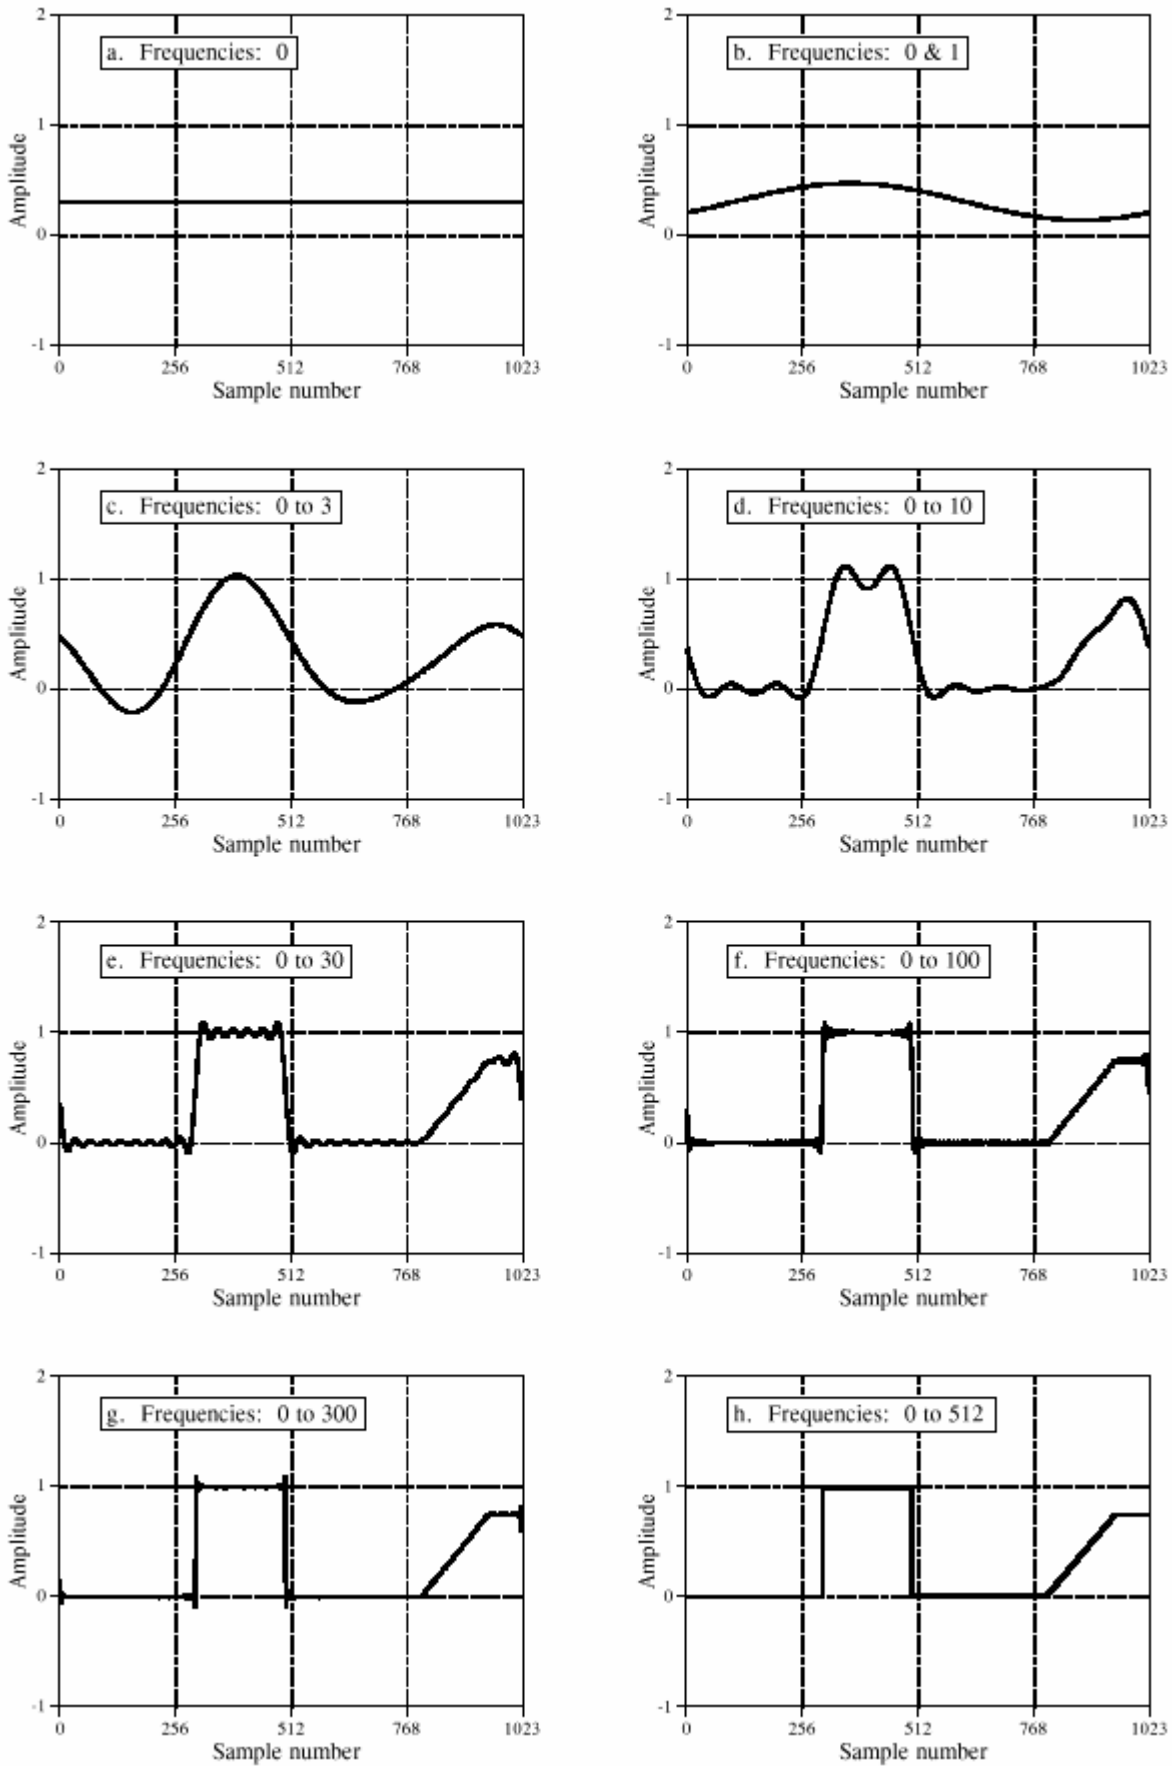 2
a. Frequencies: 0
1
Amplitude
0
-1
0 256 512 768 1023
Sample number
2
b. Frequencies: 0 & 1
1
Amplitude
0
-1
0 256 512 768 1023
Sample number
2
c. Frequencies: 0 to 3
1
Amplitude
0
-1
0 256 512 768 1023
Sample number
2
d. Frequencies: 0 to 10
1
Amplitude
0
-1
0 256 512 768 1023
Sample number
2
e. Frequencies: 0 to 30
1
Amplitude
0
-1
0 256 512 768 1023
Sample number
2
f. Frequencies: 0 to 100
1
Amplitude
0
-1
0 256 512 768 1023
Sample number
2
g. Frequencies: 0 to 300
1
Amplitude
0
-1
0 256 512 768 1023
Sample number
2
h. Frequencies: 0 to 512
1
Amplitude
0
-1
0 256 512 768 1023
Sample number